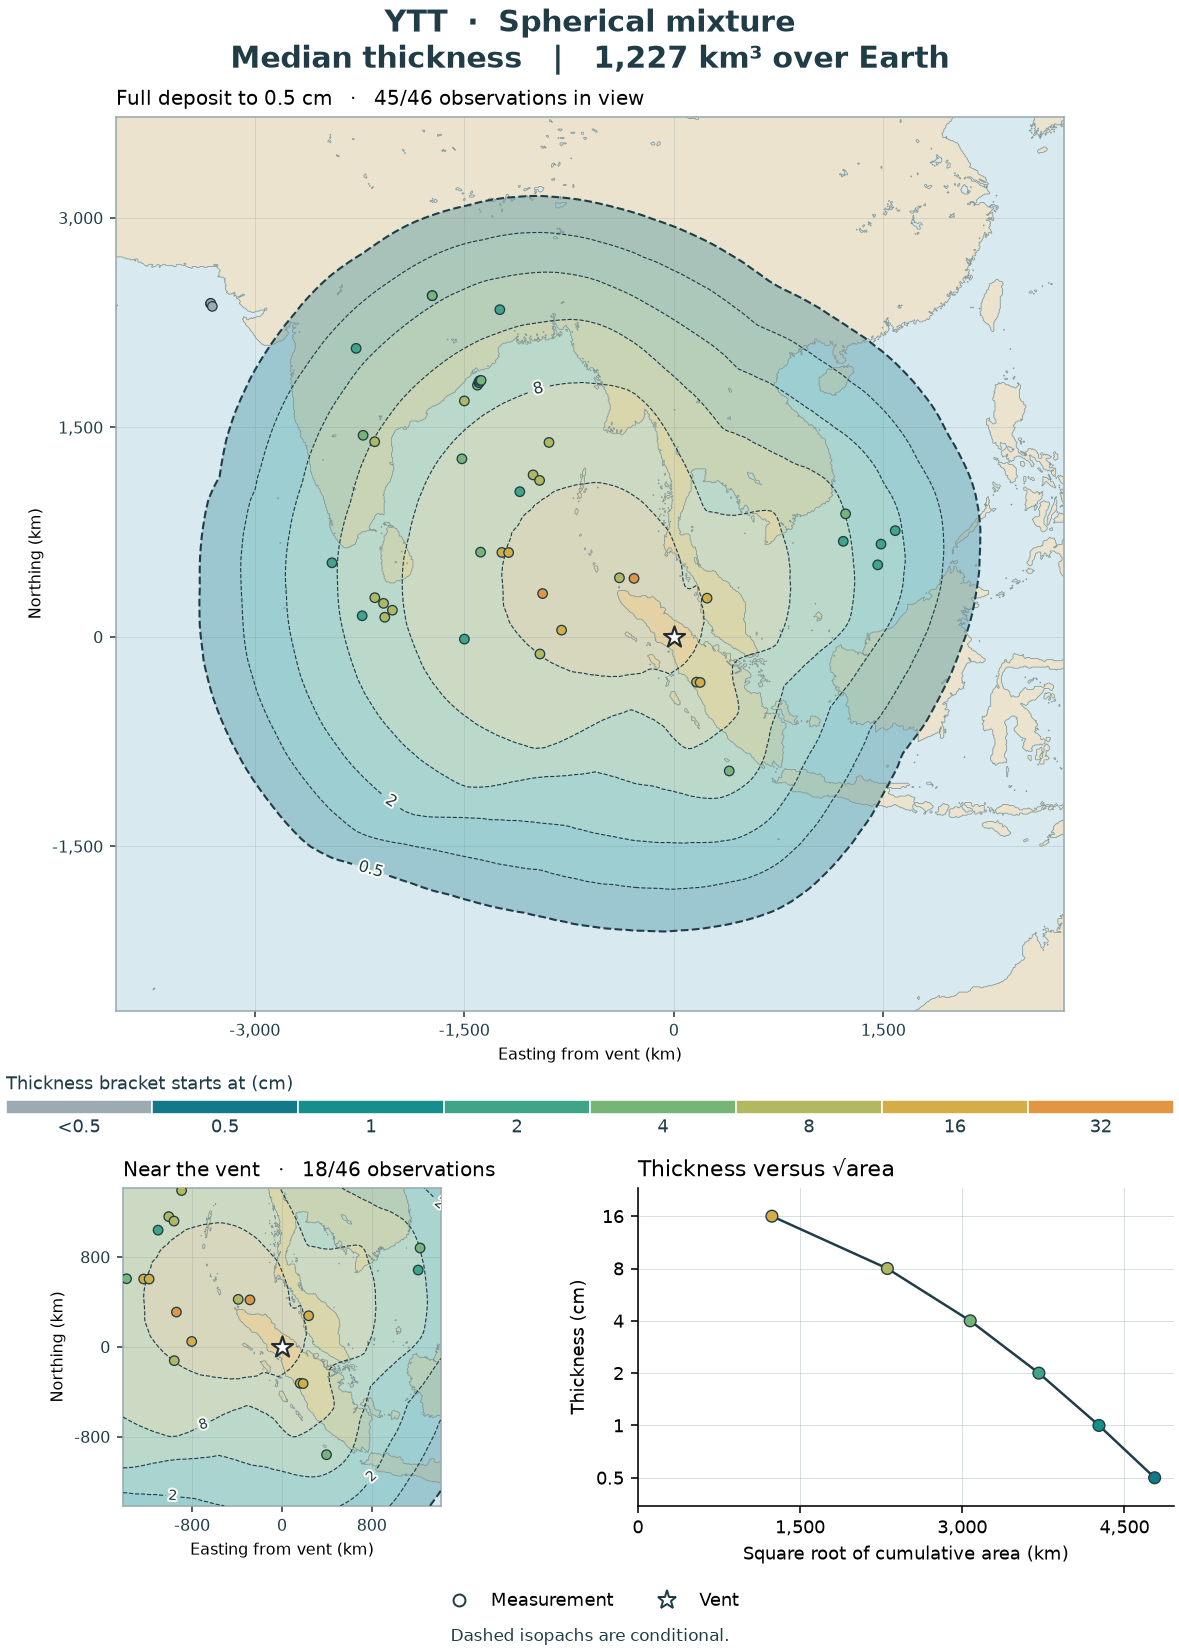 YTT · Spherical mixture
Median thickness | 1,227 km³ over Earth
Full deposit to 0.5 cm · 45/46 observations in view
3,000
1,500
0
-1,500
Northing (km)
8
2
0.5
-3,000
-1,500
0
1,500
Easting from vent (km)
Thickness bracket starts at (cm)
<0.5
0.5
1
2
4
8
16
32
Near the vent · 18/46 observations
800
0
-800
Northing (km)
8
2
2
2
-800
0
800
Easting from vent (km)
Thickness versus √area
16
8
4
2
1
0.5
Thickness (cm)
0
1,500
3,000
4,500
Square root of cumulative area (km)
Measurement
Vent
Dashed isopachs are conditional.